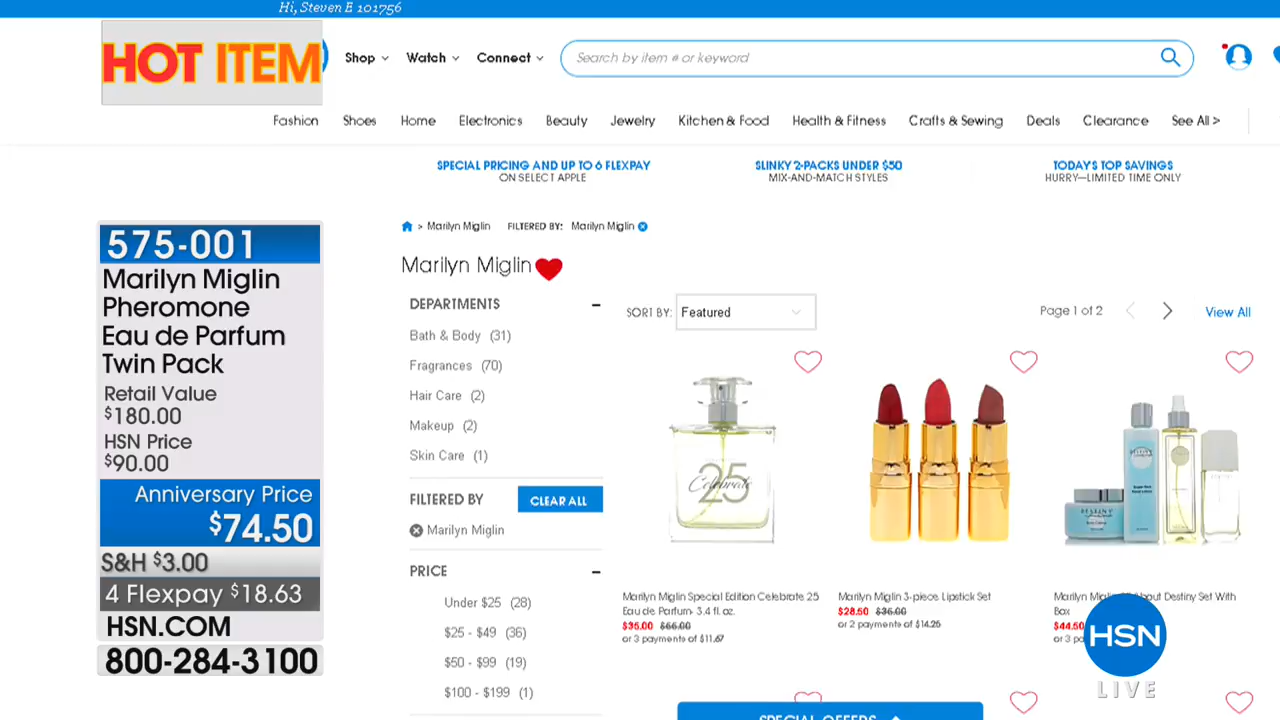 Hi, Steven E 101756
HOT ITEM
Shop
Watch
Connect
Search by item # or keyword
Fashion
Shoes
Home
Electronics
Beauty
Jewelry
Kitchen & Food
Health & Fitness
Crafts & Sewing
Deals
Clearance
See All >
SPECIAL PRICING AND UP TO 6 FLEXPAY
ON SELECT APPLE
SLINKY 2-PACKS UNDER $50
MIX-AND-MATCH STYLES
TODAY'S TOP SAVINGS
HURRY—LIMITED TIME ONLY
575-001
Marilyn Miglin
Pheromone
Eau de Parfum
Twin Pack
Retail Value
$180.00
HSN Price
$90.00
Anniversary Price
$74.50
S&H $3.00
4 Flexpay $18.63
HSN.COM
800-284-3100
> Marilyn Miglin FILTERED BY: Marilyn Miglin
Marilyn Miglin
DEPARTMENTS
Bath & Body (31)
Fragrances (70)
Hair Care (2)
Makeup (2)
Skin Care (1)
FILTERED BY CLEAR ALL
Marilyn Miglin
PRICE
Under $25 (28)
$25 - $49 (36)
$50 - $99 (19)
$100 - $199 (1)
SORT BY: Featured
Page 1 of 2
View All
25
Celebrate
DESTINY
Marilyn Miglin Special Edition Celebrate 25
Eau de Parfum- 3.4 fl. oz.
$35.00 $66.00
or 3 payments of $11.67
Marilyn Miglin 3-piece Lipstick Set
$28.50 $36.00
or 2 payments of $14.25
Marilyn About Destiny Set With
Box
$44.50
or 3
HSN
LIVE
SPECIAL OFFERS